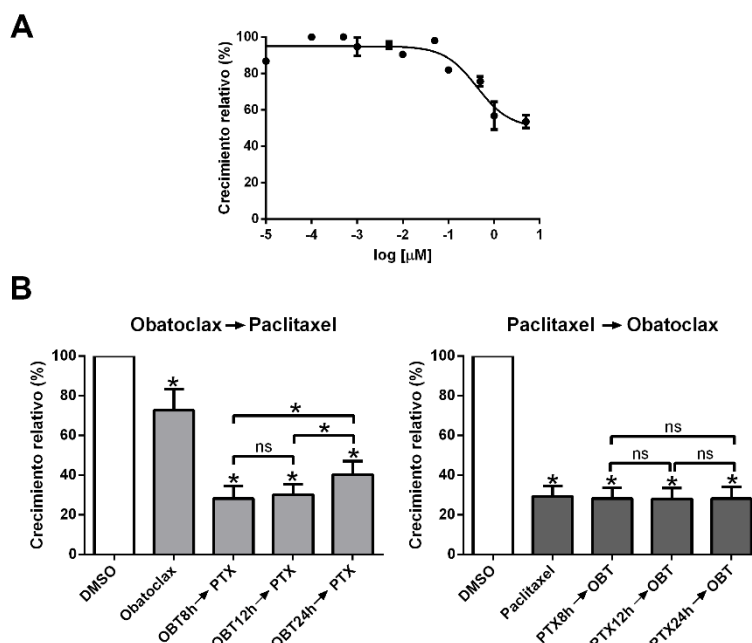 A
Crecimiento relativo (%)
100
80
60
40
20
0
-5 -4 -3 -2 -1 0 1
log [µM]
B
Obatoclax → Paclitaxel
Crecimiento relativo (%)
100
80
60
40
20
0
*
*
ns
*
*
*
*
DMSO
Obatoclax
OBT8h → PTX
OBT12h → PTX
OBT24h → PTX
Paclitaxel → Obatoclax
Crecimiento relativo (%)
100
80
60
40
20
0
ns
ns ns
* * * *
DMSO
Paclitaxel
PTX8h → OBT
PTX12h → OBT
PTX24h → OBT